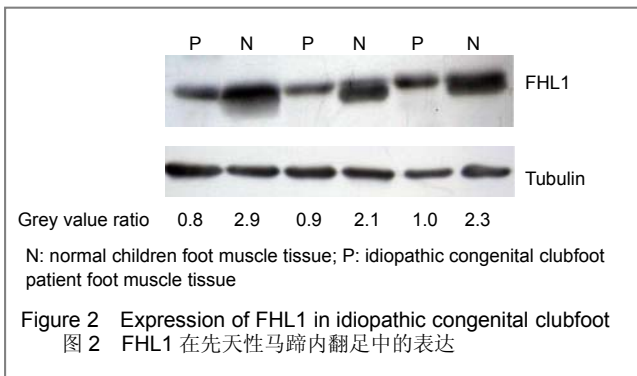 P N P N P N
FHL1
Tubulin
Grey value ratio 0.8 2.9 0.9 2.1 1.0 2.3
N: normal children foot muscle tissue; P: idiopathic congenital clubfoot
patient foot muscle tissue
Figure 2 Expression of FHL1 in idiopathic congenital clubfoot
图 2 FHL1 在先天性马蹄内翻足中的表达